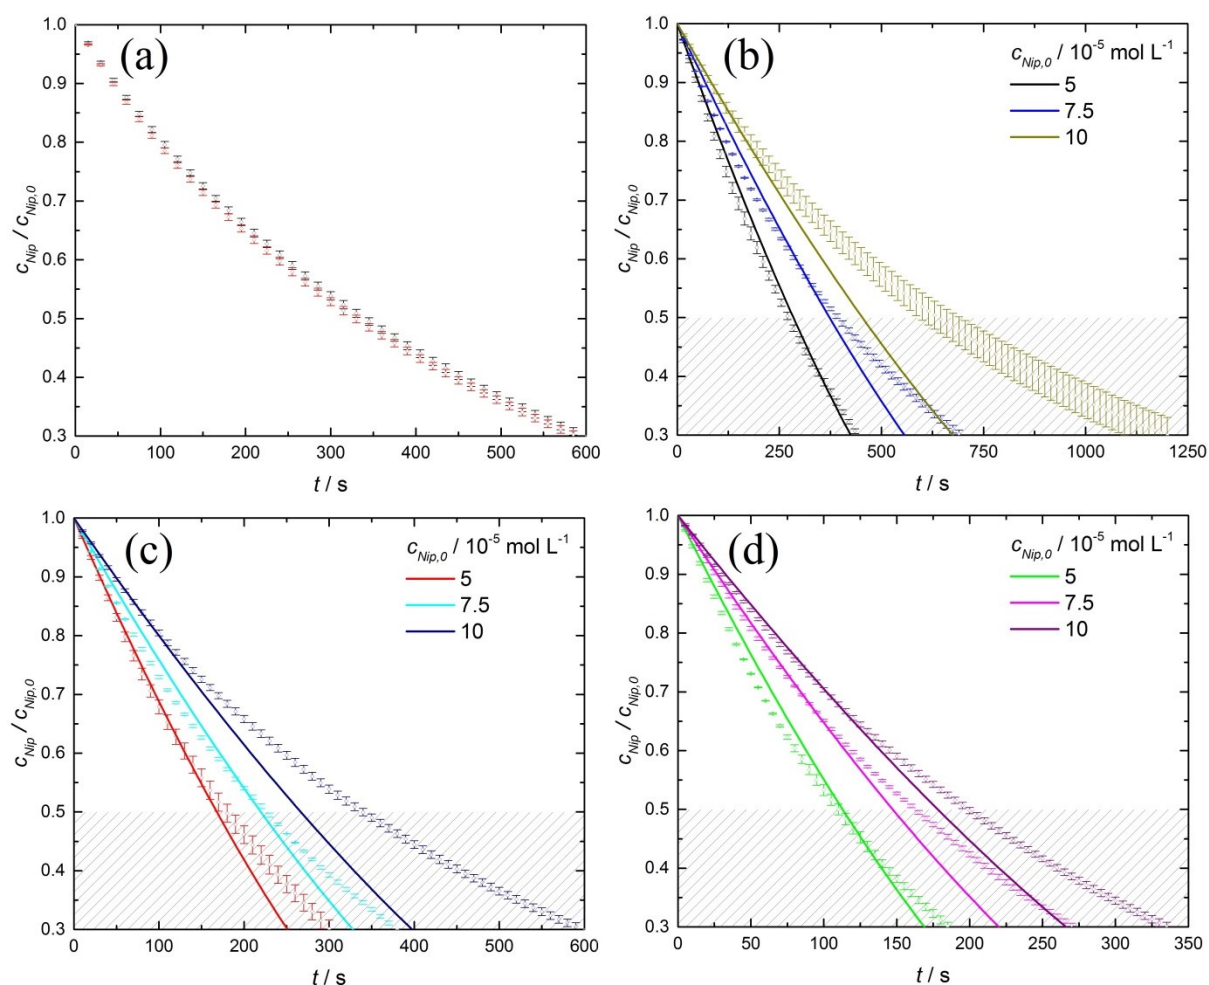 (a)
1.0
0.9
0.8
0.7
0.6
0.5
0.4
0.3
c_Nip / c_Nip,0
0 100 200 300 400 500 600
t / s
(b)
c_Nip,0 / 10^-5 mol L^-1
5
7.5
10
1.0
0.9
0.8
0.7
0.6
0.5
0.4
0.3
c_Nip / c_Nip,0
0 250 500 750 1000 1250
t / s
(c)
c_Nip,0 / 10^-5 mol L^-1
5
7.5
10
1.0
0.9
0.8
0.7
0.6
0.5
0.4
0.3
c_Nip / c_Nip,0
0 100 200 300 400 500 600
t / s
(d)
c_Nip,0 / 10^-5 mol L^-1
5
7.5
10
1.0
0.9
0.8
0.7
0.6
0.5
0.4
0.3
c_Nip / c_Nip,0
0 50 100 150 200 250 300 350
t / s